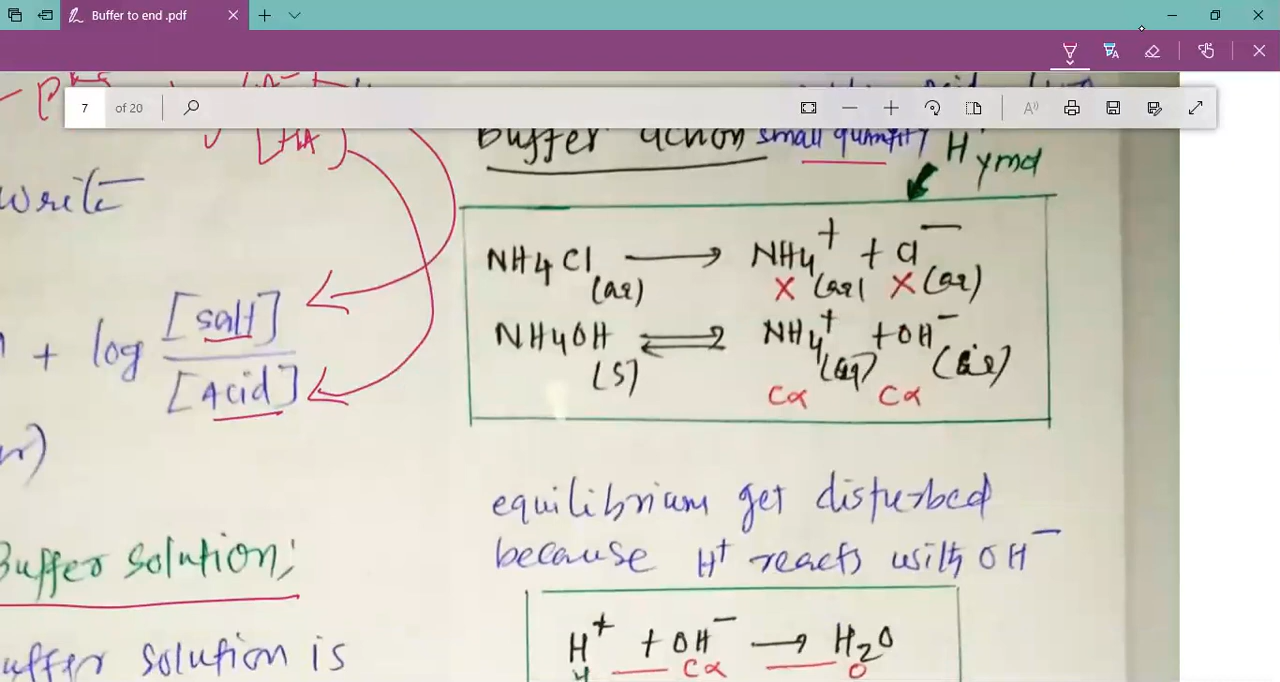 Buffer to end .pdf
7 of 20
[HA]
write
+ log [salt]
[Acid]
Buffer solution;
Buffer solution is
Buffer action small quantity H+
y md
NH4Cl (aq) ⟶ NH4+ + Cl−
x (aq) x (aq)
NH4OH ⇌ NH4+ + OH−
(s) (aq)
Cα Cα
equilibrium get disturbed
because H+ reacts with OH−
H+ + OH− ⟶ H2O
y Cα 0